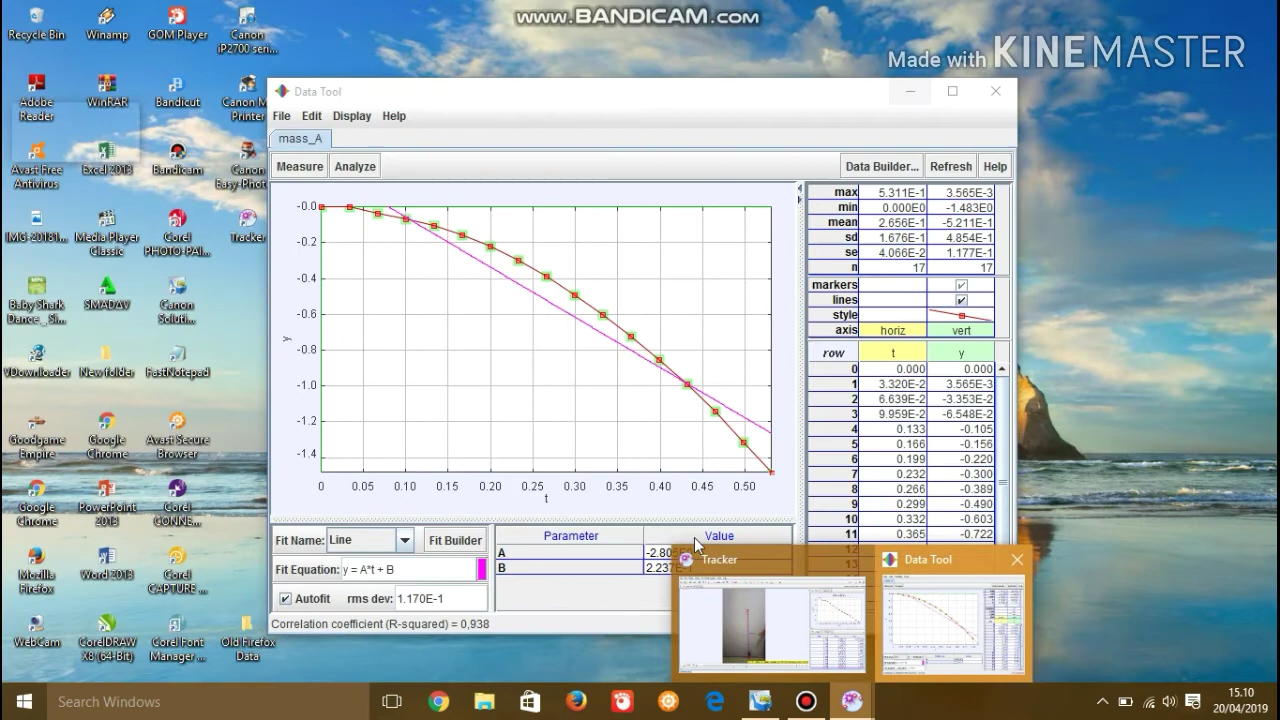 www.BANDICAM.com
Made with KINEMASTER
Recycle Bin
Winamp
GOM Player
Canon
iP2700 seri...
Adobe
Reader
WinRAR
Bandicut
Canon M
Printer
Avast Free
Antivirus
Excel 2013
Bandicam
Canon
Easy-Photo
IMG-20181...
Media Player
Classic
Corel
PHOTO-PAI...
Tracker
Baby Shark
Dance_ Si...
SMADAV
Canon
Soluti...
VDownloader
New folder
FastNotepad
Goodgame
Empire
Google
Chrome
Avast Secure
Browser
Google
Chrome
PowerPoint
2013
Corel
CONNE...
Mozilla
Firefox
Word 2013
Corel
CAPTURE ...
Webcam
CorelDRAW
X8 (64-Bit)
Corel Font
Manager ...
Old Firefox
Data
Data Tool
File Edit Display Help
mass_A
Measure Analyze Data Builder... Refresh Help
-0.0
-0.2
-0.4
-0.6
-0.8
-1.0
-1.2
-1.4
y
0 0.05 0.10 0.15 0.20 0.25 0.30 0.35 0.40 0.45 0.50
t
max 5.311E-1 3.565E-3
min 0.000E0 -1.483E0
mean 2.656E-1 -5.211E-1
sd 1.676E-1 4.854E-1
se 4.066E-2 1.177E-1
n 17 17
markers
lines
style
axis horiz vert
row t y
0 0.000 0.000
1 3.320E-2 3.565E-3
2 6.639E-2 -3.353E-2
3 9.959E-2 -6.548E-2
4 0.133 -0.105
5 0.166 -0.156
6 0.199 -0.220
7 0.232 -0.300
8 0.266 -0.389
9 0.299 -0.490
10 0.332 -0.603
11 0.365 -0.722
12
13
Fit Name: Line Fit Builder
Fit Equation: y = A*t + B
Autofit rms dev: 1.170E-1
Correlation coefficient (R-squared) = 0.938
Parameter Value
A
B
Tracker
Data Tool
Search Windows
15.10
20/04/2019